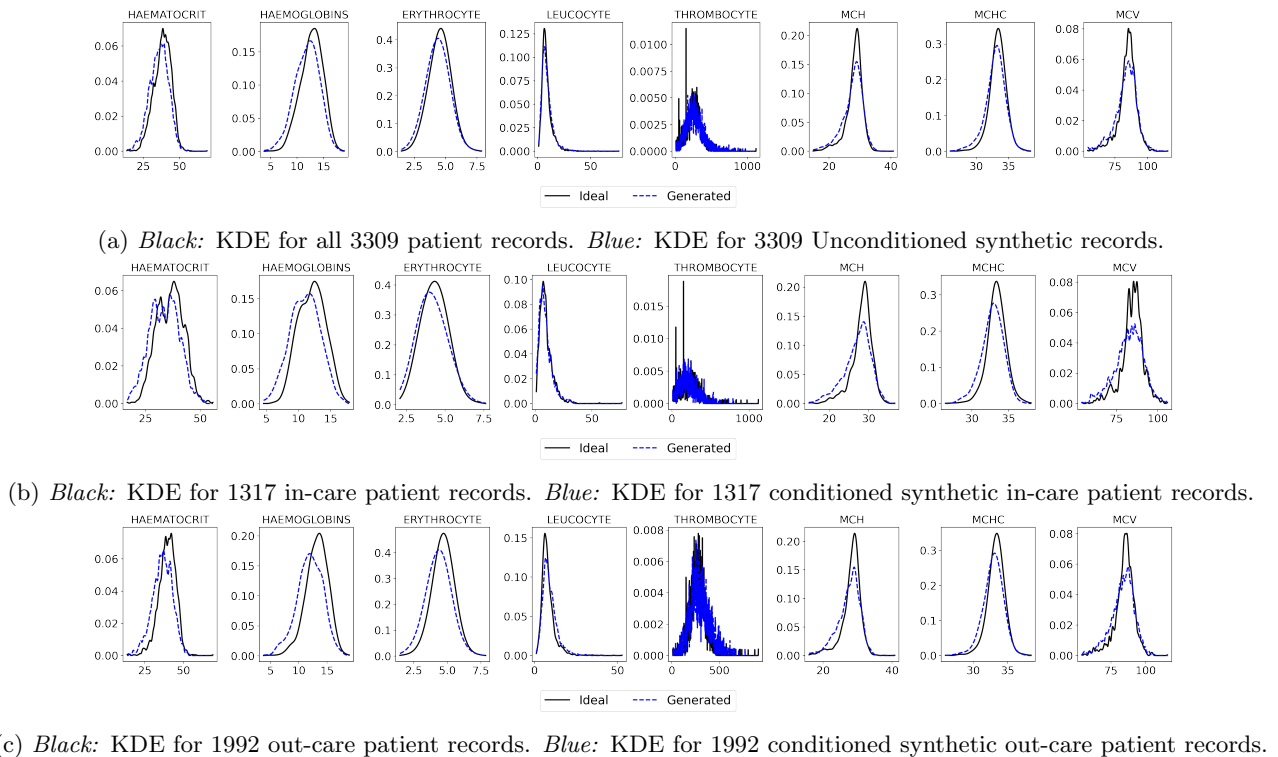 HAEMATOCRIT HAEMOGLOBINS ERYTHROCYTE LEUCOCYTE THROMBOCYTE MCH MCHC MCV
0.06 0.04 0.02 0.00
25 50
0.15 0.10 0.05 0.00
5 10 15
0.4 0.3 0.2 0.1 0.0
2.5 5.0 7.5
0.125 0.100 0.075 0.050 0.025 0.000
0 50
0.0100 0.0075 0.0050 0.0025 0.0000
0 1000
0.20 0.15 0.10 0.05 0.00
20 30 40
0.3 0.2 0.1 0.0
28 33
0.08 0.06 0.04 0.02 0.00
75 100
Ideal Generated
(a) Black: KDE for all 3309 patient records. Blue: KDE for 3309 Unconditioned synthetic records.
HAEMATOCRIT HAEMOGLOBINS ERYTHROCYTE LEUCOCYTE THROMBOCYTE MCH MCHC MCV
0.06 0.04 0.02 0.00
25 50
0.15 0.10 0.05 0.00
5 10 15
0.4 0.3 0.2 0.1 0.0
2.5 5.0 7.5
0.10 0.08 0.06 0.04 0.02 0.00
0 50
0.015 0.010 0.005 0.000
0 1000
0.20 0.15 0.10 0.05 0.00
20 30
0.3 0.2 0.1 0.0
30 35
0.08 0.06 0.04 0.02 0.00
75 100
Ideal Generated
(b) Black: KDE for 1317 in-care patient records. Blue: KDE for 1317 conditioned synthetic in-care patient records.
HAEMATOCRIT HAEMOGLOBINS ERYTHROCYTE LEUCOCYTE THROMBOCYTE MCH MCHC MCV
0.06 0.04 0.02 0.00
25 50
0.20 0.15 0.10 0.05 0.00
5 10 15
0.4 0.3 0.2 0.1 0.0
2.5 5.0 7.5
0.15 0.10 0.05 0.00
0 50
0.008 0.006 0.004 0.002 0.000
0 500
0.20 0.15 0.10 0.05 0.00
20 30 40
0.3 0.2 0.1 0.0
30 35
0.08 0.06 0.04 0.02 0.00
75 100
Ideal Generated
c) Black: KDE for 1992 out-care patient records. Blue: KDE for 1992 conditioned synthetic out-care patient records.